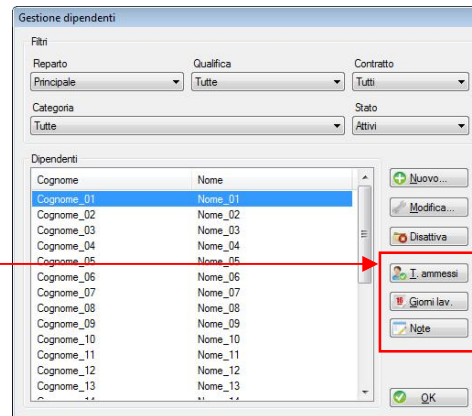 Gestione dipendenti
Filtri
Reparto Qualifica Contratto
Principale Tutte Tutti
Categoria Stato
Tutte Attivi
Dipendenti
Cognome Nome
Cognome_01 Nome_01
Cognome_02 Nome_02
Cognome_03 Nome_03
Cognome_04 Nome_04
Cognome_05 Nome_05
Cognome_06 Nome_06
Cognome_07 Nome_07
Cognome_08 Nome_08
Cognome_09 Nome_09
Cognome_10 Nome_10
Cognome_11 Nome_11
Cognome_12 Nome_12
Cognome_13 Nome_13
Nuovo...
Modifica...
Disattiva
T. ammessi
Giorni lav.
Note
OK